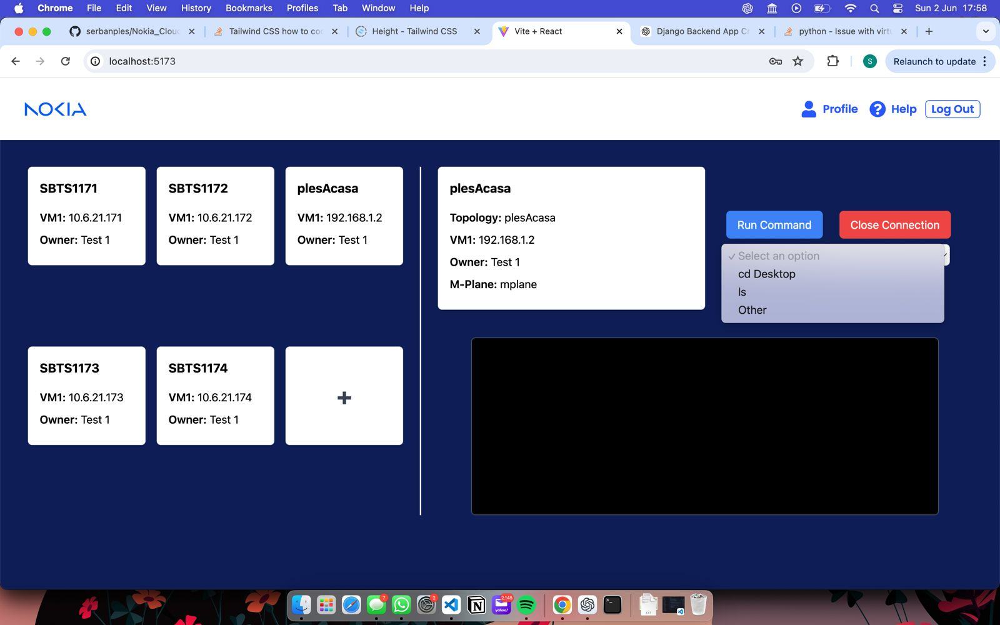 Chrome File Edit View History Bookmarks Profiles Tab Window Help Sun 2 Jun 17:58
serbanples/Nokia_Clou Tailwind CSS how to co Height - Tailwind CSS Vite + React Django Backend App Cr python - Issue with virtu
localhost:5173 S Relaunch to update
NOKIA Profile ? Help Log Out
SBTS1171
VM1: 10.6.21.171
Owner: Test 1
SBTS1172
VM1: 10.6.21.172
Owner: Test 1
plesAcasa
VM1: 192.168.1.2
Owner: Test 1
SBTS1173
VM1: 10.6.21.173
Owner: Test 1
SBTS1174
VM1: 10.6.21.174
Owner: Test 1
+
plesAcasa
Topology: plesAcasa
VM1: 192.168.1.2
Owner: Test 1
M-Plane: mplane
Run Command Close Connection
✓ Select an option
cd Desktop
ls
Other
7 2 N 2.148 yahoo! >_ TXT